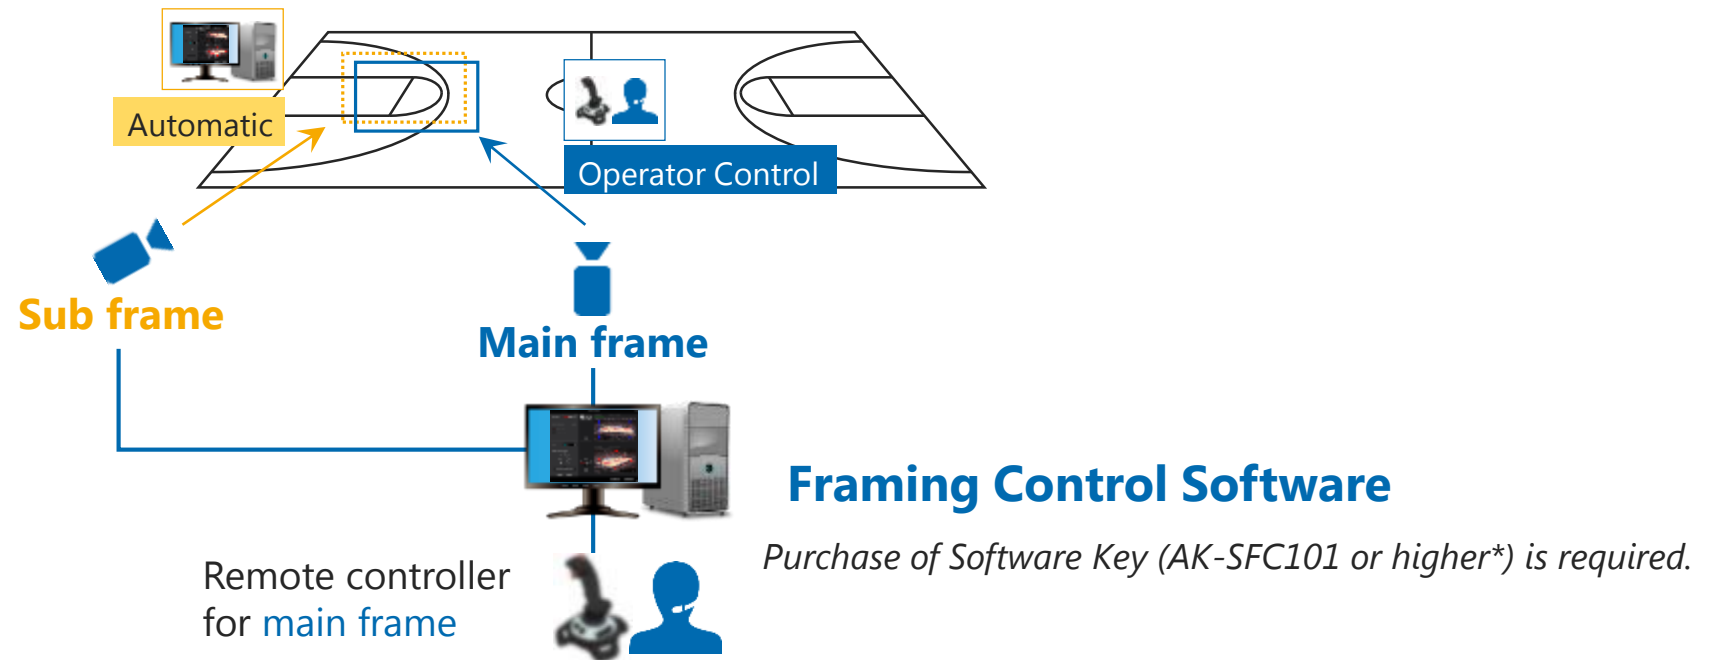 Automatic
Operator Control
Sub frame
Main frame
Framing Control Software
Purchase of Software Key (AK-SFC101 or higher*) is required.
Remote controller
for main frame